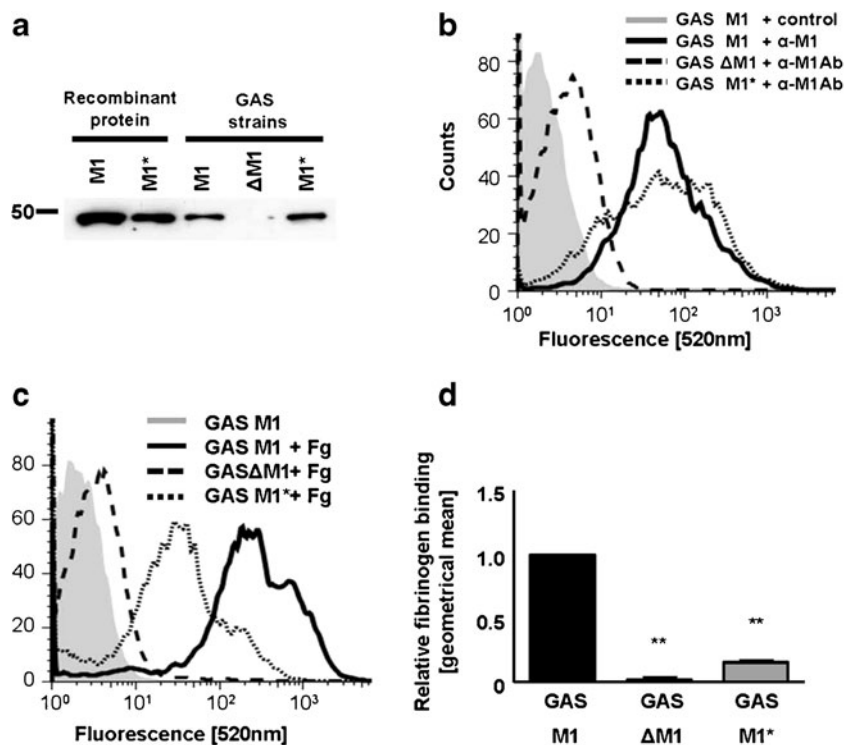 a
Recombinant
protein
GAS
strains
M1
M1*
M1
ΔM1
M1*
50
b
GAS M1 + control
GAS M1 + α-M1
GAS ΔM1 + α-M1Ab
GAS M1* + α-M1Ab
80
60
40
20
0
Counts
10⁰ 10¹ 10² 10³
Fluorescence [520nm]
c
GAS M1
GAS M1 + Fg
GASΔM1+ Fg
GAS M1*+ Fg
80
60
40
20
0
10⁰ 10¹ 10² 10³
Fluorescence [520nm]
d
Relative fibrinogen binding
[geometrical mean]
1.5
1.0
0.5
0
**
**
GAS GAS GAS
M1 ΔM1 M1*